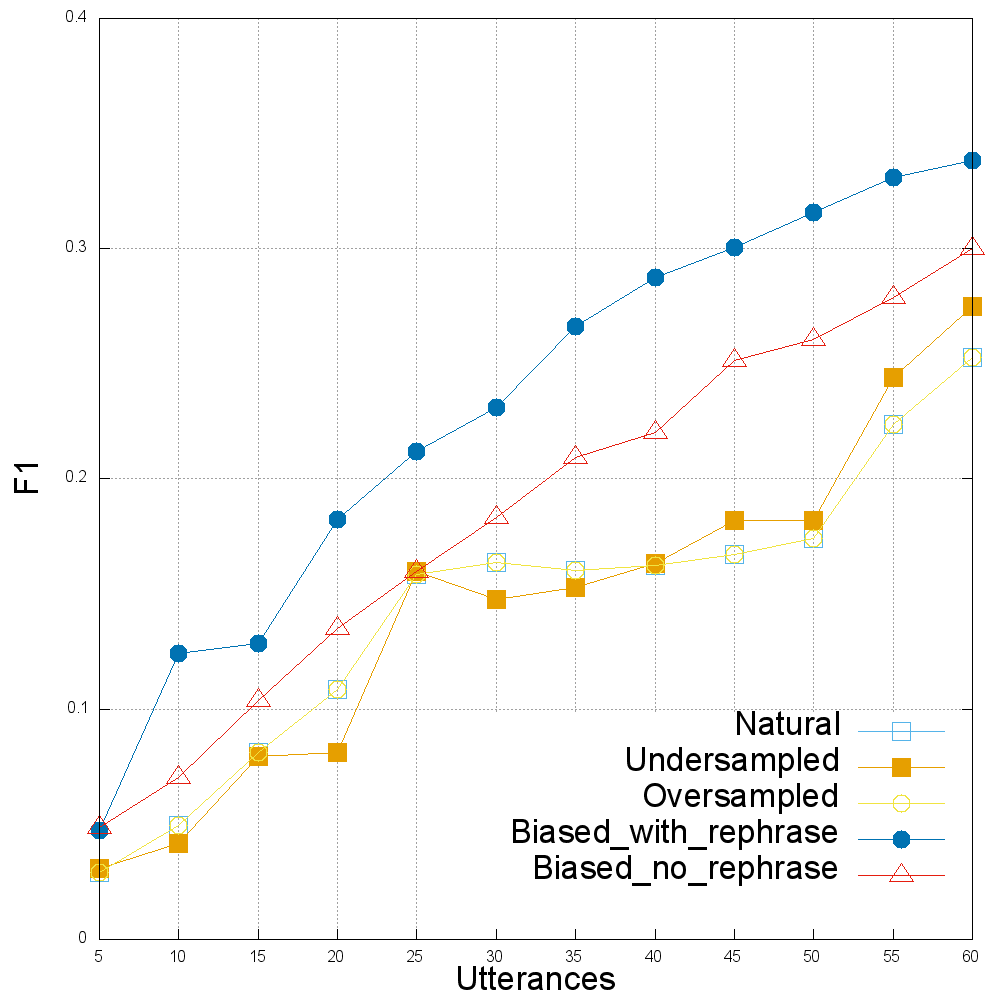 0.4
0.3
0.2
0.1
0
F1
Natural
Undersampled
Oversampled
Biased_with_rephrase
Biased_no_rephrase
5 10 15 20 25 30 35 40 45 50 55 60
Utterances